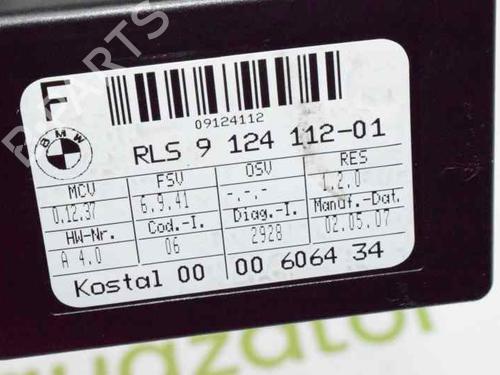 B PARTS
F
09124112
BMW
RLS 9 124 112-01
MCV FSV OSV RES
0.12.37 6.9.41 -.-.- 1.2.0
HW-Nr. Cod.-I. Diag.-I. Manuf.-Dat.
A 4.0 06 2928 02.05.07
Kostal 00 00 6064 34